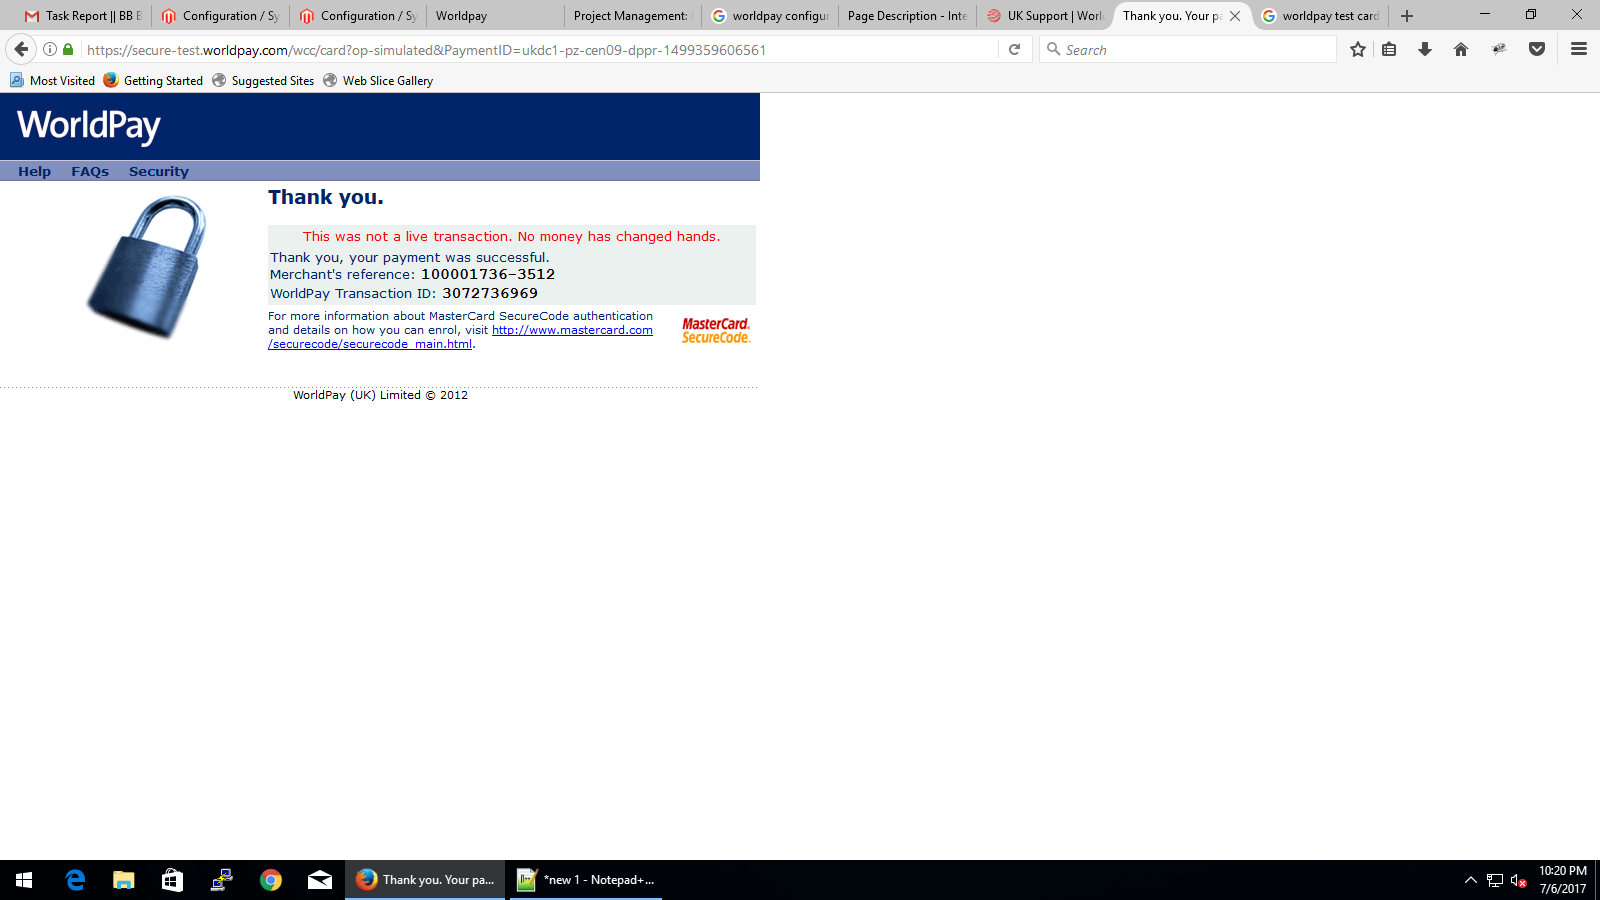 Task Report || BB B
Configuration / Sy
Configuration / Sy
Worldpay
Project Management:
worldpay configur
Page Description - Inte
UK Support | Worl
Thank you. Your pa
worldpay test card
https://secure-test.worldpay.com/wcc/card?op-simulated&PaymentID=ukdc1-pz-cen09-dppr-1499359606561
Search
Most Visited
Getting Started
Suggested Sites
Web Slice Gallery
WorldPay
Help FAQs Security
Thank you.
This was not a live transaction. No money has changed hands.
Thank you, your payment was successful.
Merchant's reference: 100001736-3512
WorldPay Transaction ID: 3072736969
For more information about MasterCard SecureCode authentication
and details on how you can enrol, visit http://www.mastercard.com
/securecode/securecode_main.html.
MasterCard.
SecureCode.
WorldPay (UK) Limited © 2012
Thank you. Your pa...
*new 1 - Notepad+...
10:20 PM
7/6/2017